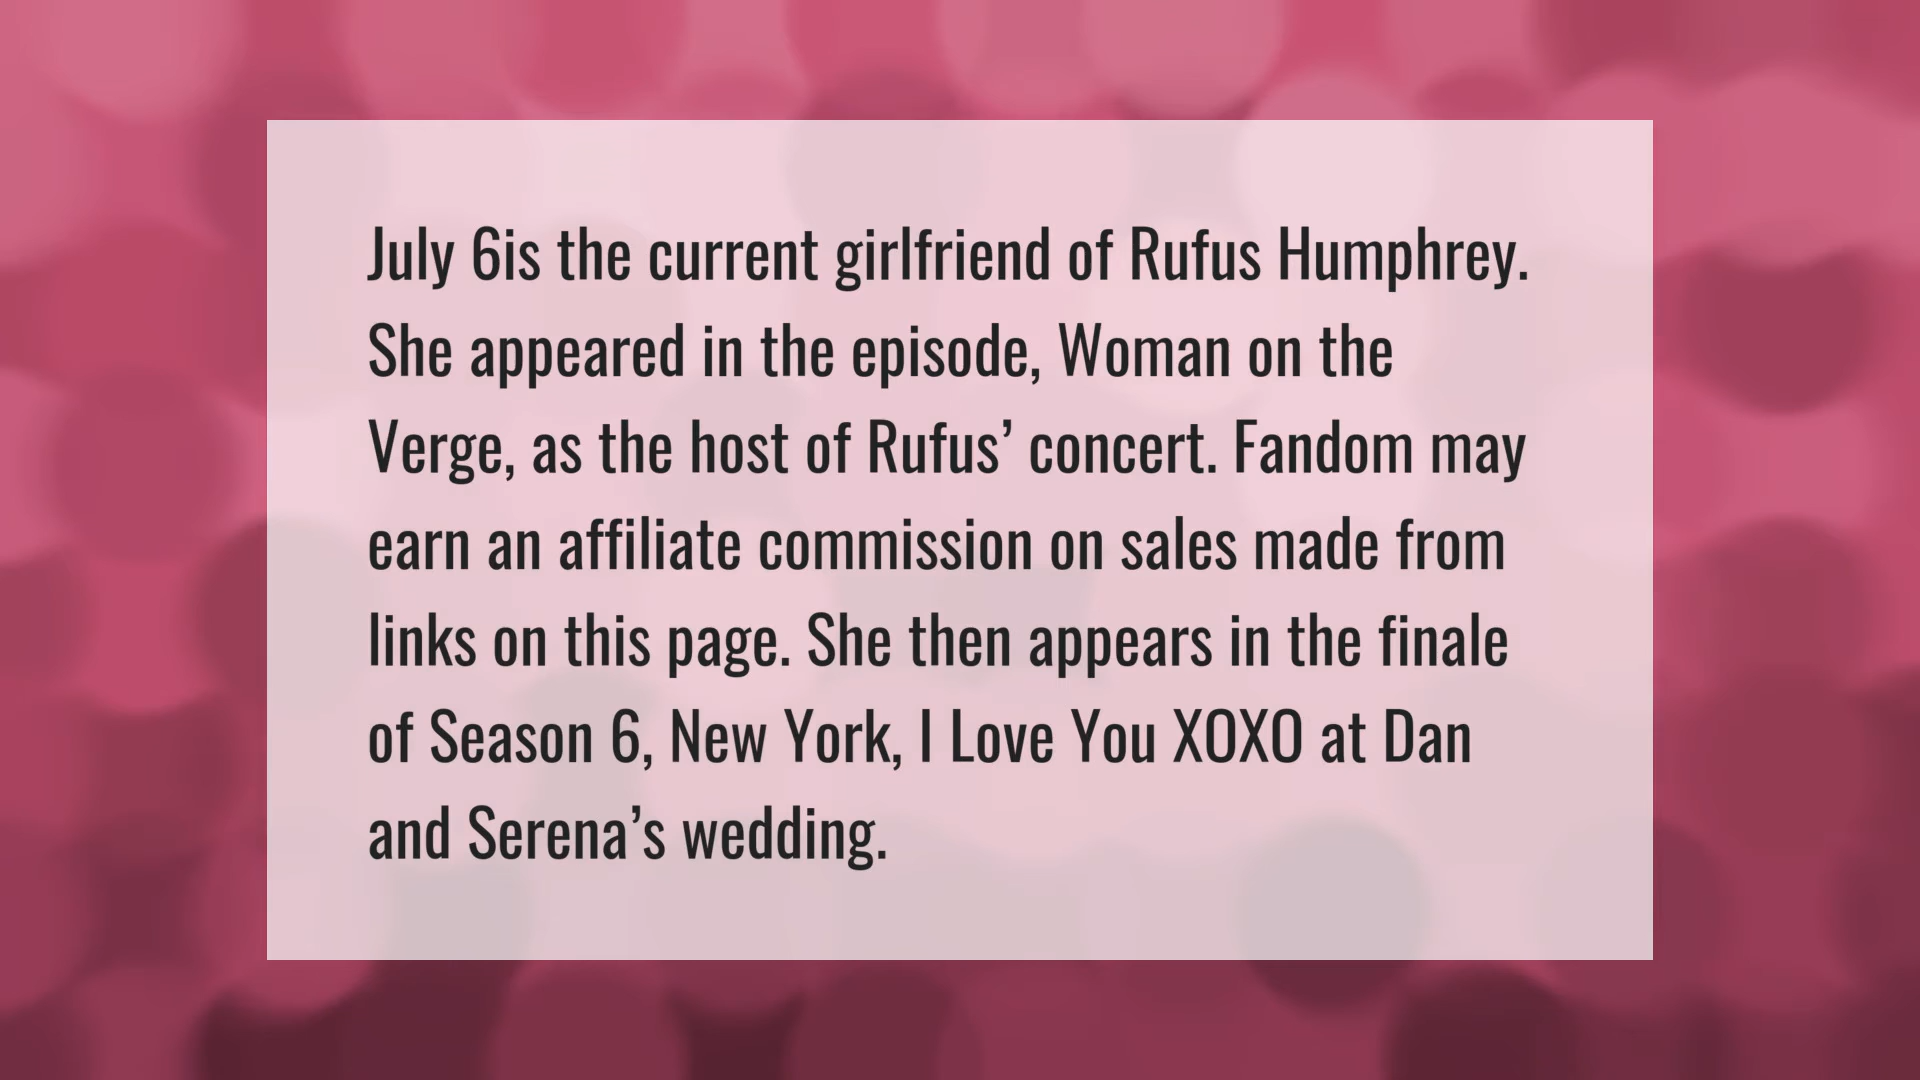 July 6is the current girlfriend of Rufus Humphrey.
She appeared in the episode, Woman on the
Verge, as the host of Rufus’ concert. Fandom may
earn an affiliate commission on sales made from
links on this page. She then appears in the finale
of Season 6, New York, I Love You XOXO at Dan
and Serena’s wedding.